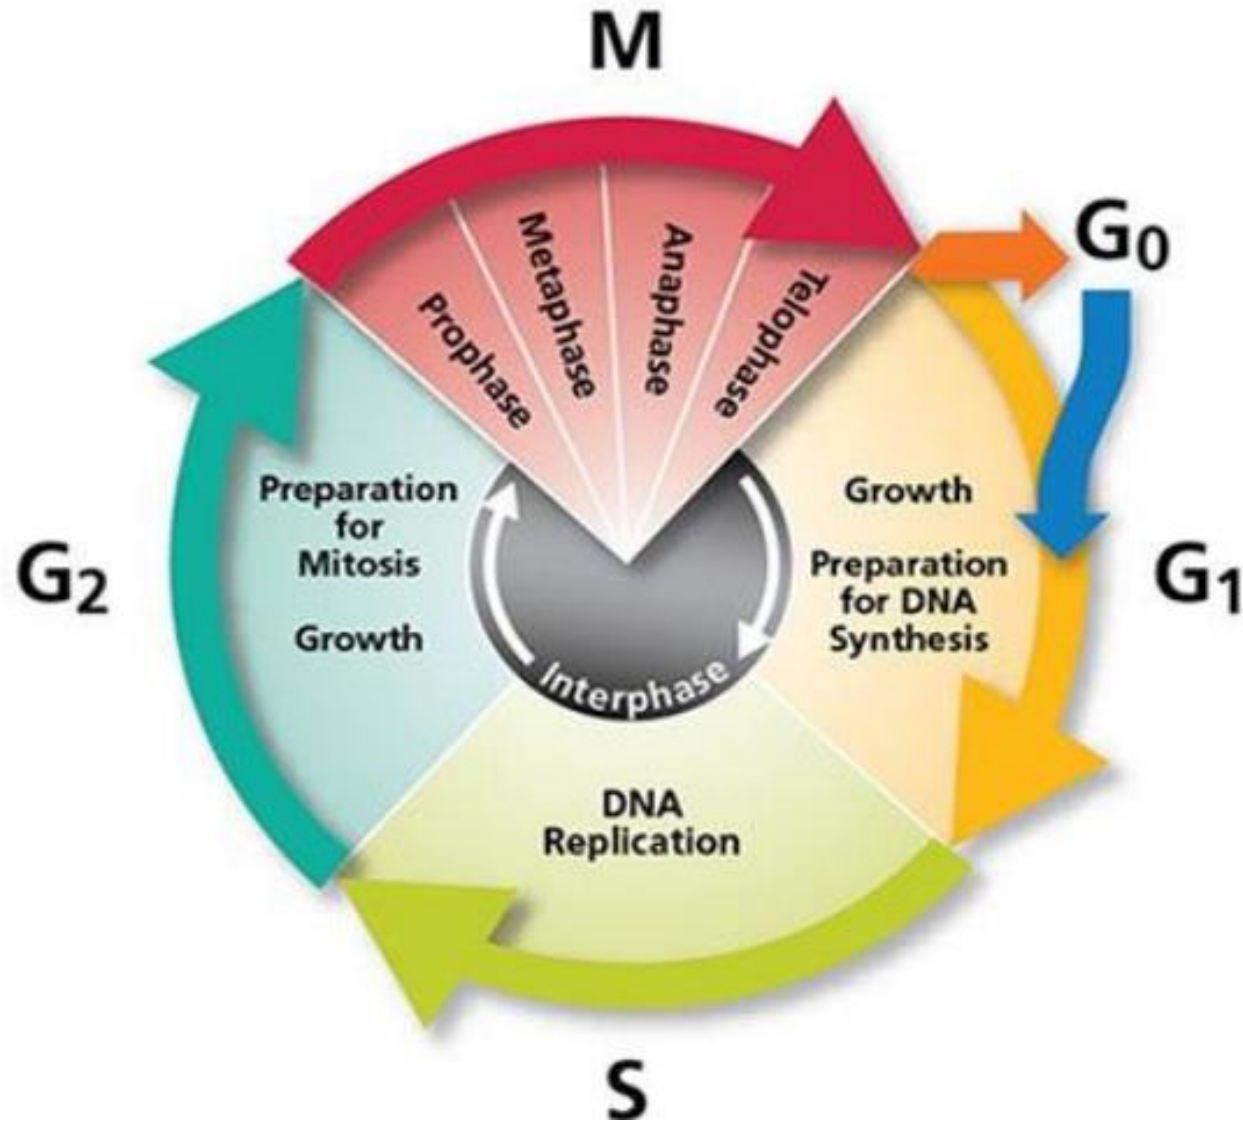 M
G0
Prophase
Metaphase
Anaphase
Telophase
Preparation
for
Mitosis
Growth
Growth
Preparation
for DNA
Synthesis
G2
G1
Interphase
DNA
Replication
S